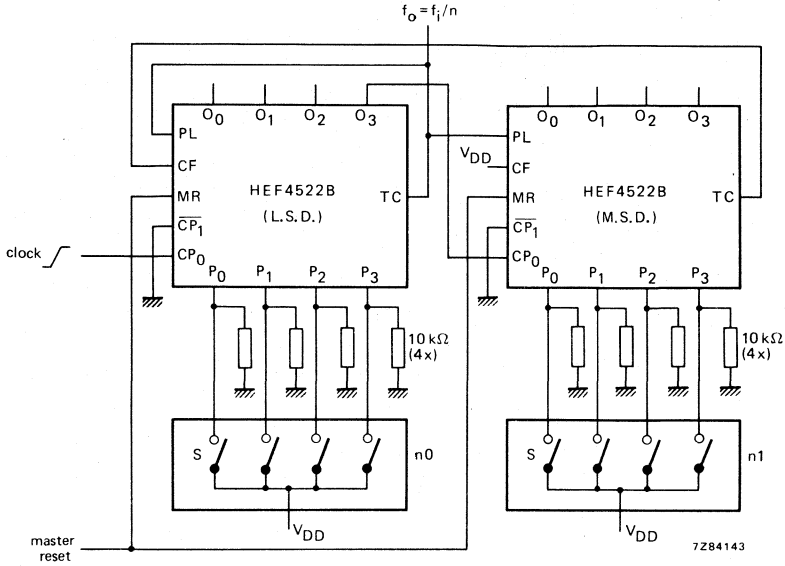 fo = fi/n
O0 O1 O2 O3
PL
CF
MR
CP1
CP0
HEF4522B
(L.S.D.)
TC
P0 P1 P2 P3
O0 O1 O2 O3
PL
VDD
CF
MR
CP1
CP0
HEF4522B
(M.S.D.)
TC
P0 P1 P2 P3
clock
10 kΩ
(4x)
10 kΩ
(4x)
S
n0
VDD
S
n1
VDD
master
reset
7Z84143